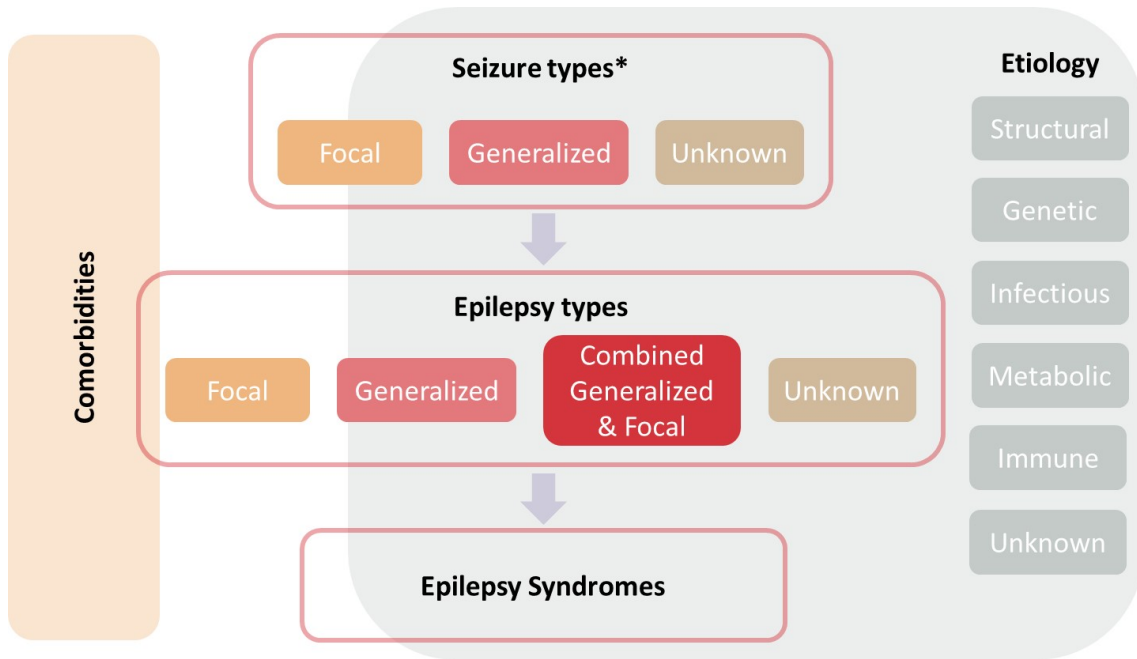 Comorbidities
Seizure types*
Focal
Generalized
Unknown
Epilepsy types
Focal
Generalized
Combined
Generalized
& Focal
Unknown
Epilepsy Syndromes
Etiology
Structural
Genetic
Infectious
Metabolic
Immune
Unknown